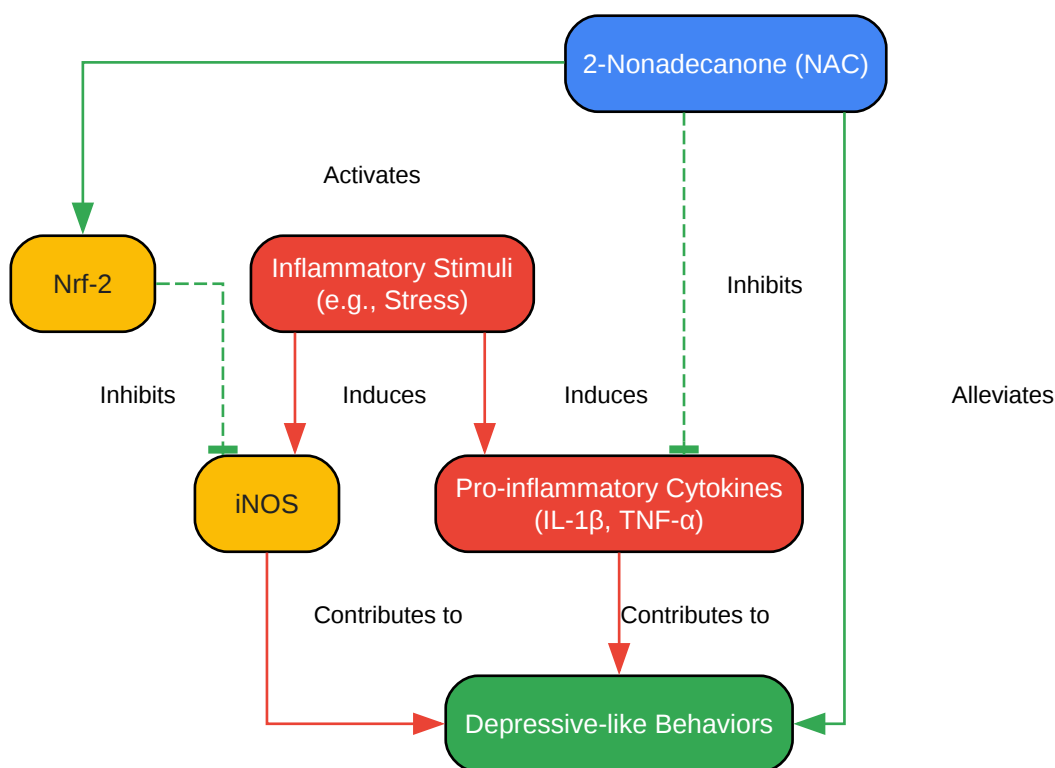 2-Nonadecanone (NAC)
Activates
Nrf-2
Inflammatory Stimuli
(e.g., Stress)
Inhibits
Inhibits
Induces
Induces
Alleviates
iNOS
Pro-inflammatory Cytokines
(IL-1β, TNF-α)
Contributes to
Contributes to
Depressive-like Behaviors